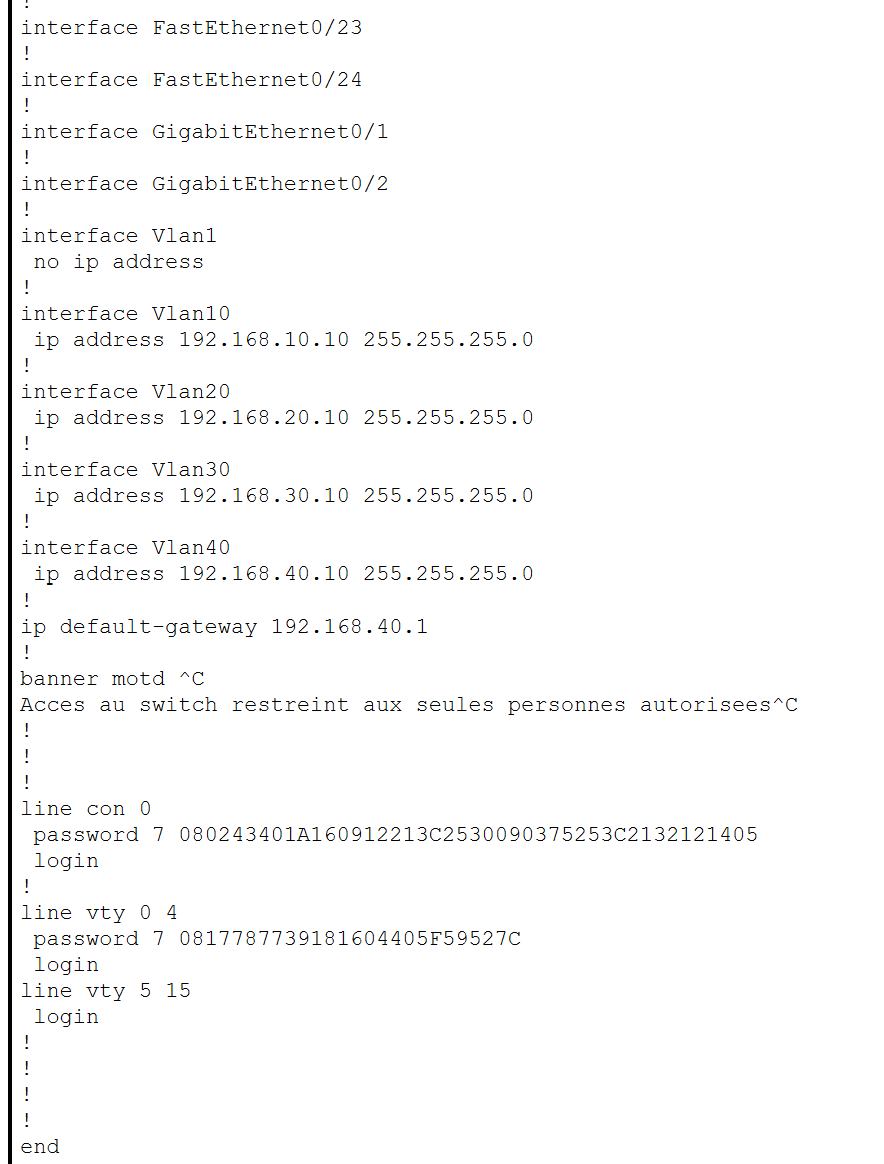 !
interface FastEthernet0/23
!
interface FastEthernet0/24
!
interface GigabitEthernet0/1
!
interface GigabitEthernet0/2
!
interface Vlan1
 no ip address
!
interface Vlan10
 ip address 192.168.10.10 255.255.255.0
!
interface Vlan20
 ip address 192.168.20.10 255.255.255.0
!
interface Vlan30
 ip address 192.168.30.10 255.255.255.0
!
interface Vlan40
 ip address 192.168.40.10 255.255.255.0
!
ip default-gateway 192.168.40.1
!
banner motd ^C
Acces au switch restreint aux seules personnes autorisees^C
!
!
!
line con 0
 password 7 080243401A160912213C2530090375253C2132121405
 login
!
line vty 0 4
 password 7 0817787739181604405F59527C
 login
line vty 5 15
 login
!
!
!
!
end